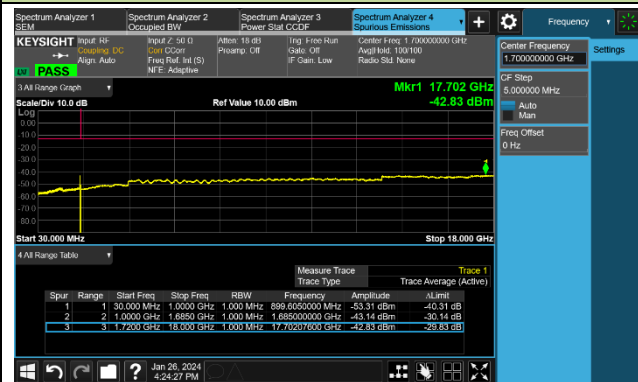 Spectrum Analyzer 1
SEM
Spectrum Analyzer 2
Occupied BW
Spectrum Analyzer 3
Power Stat CCDF
Spectrum Analyzer 4
Spurious Emissions
Frequency
KEYSIGHT
Input: RF
Coupling: DC
Align: Auto
Input Z: 50 Ω
Corr CCorr
Freq Ref: Int (S)
NFE: Adaptive
Atten: 18 dB
Preamp: Off
Trig: Free Run
Gate: Off
IF Gain: Low
Center Freq: 1.700000000 GHz
Avg|Hold: 100/100
Radio Std: None
PASS
3 All Range Graph
Scale/Div 10.0 dB
Ref Value 10.00 dBm
Mkr1 17.702 GHz
-42.83 dBm
Log
0.00
-10.0
-20.0
-30.0
-40.0
-50.0
-60.0
-70.0
-80.0
1
Start 30.000 MHz
Stop 18.000 GHz
4 All Range Table
Measure Trace Trace 1
Trace Type Trace Average (Active)
Spur Range Start Freq Stop Freq RBW Frequency Amplitude ΔLimit
1 1 30.000 MHz 1.0000 GHz 1.000 MHz 899.6050000 MHz -53.31 dBm -40.31 dB
2 2 1.0000 GHz 1.6850 GHz 1.000 MHz 1.685000000 GHz -43.14 dBm -30.14 dB
3 3 1.7200 GHz 18.000 GHz 1.000 MHz 17.70207600 GHz -42.83 dBm -29.83 dB
Center Frequency
1.700000000 GHz
Settings
CF Step
5.000000 MHz
Auto
Man
Freq Offset
0 Hz
Jan 26, 2024
4:24:27 PM